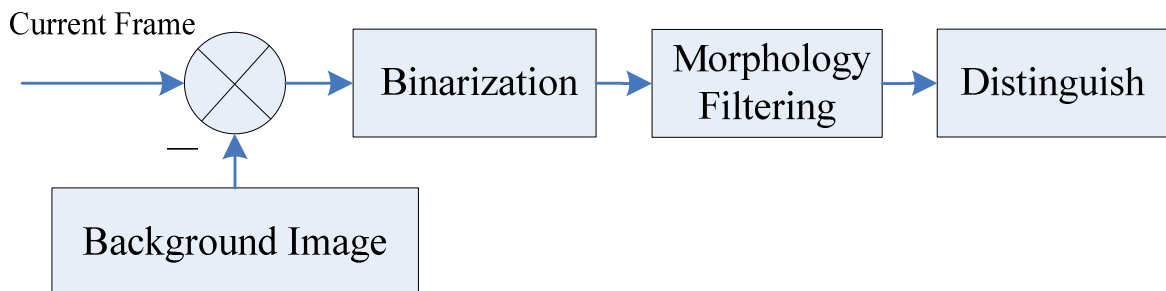 Current Frame
Binarization
Morphology
Filtering
Distinguish
—
Background Image